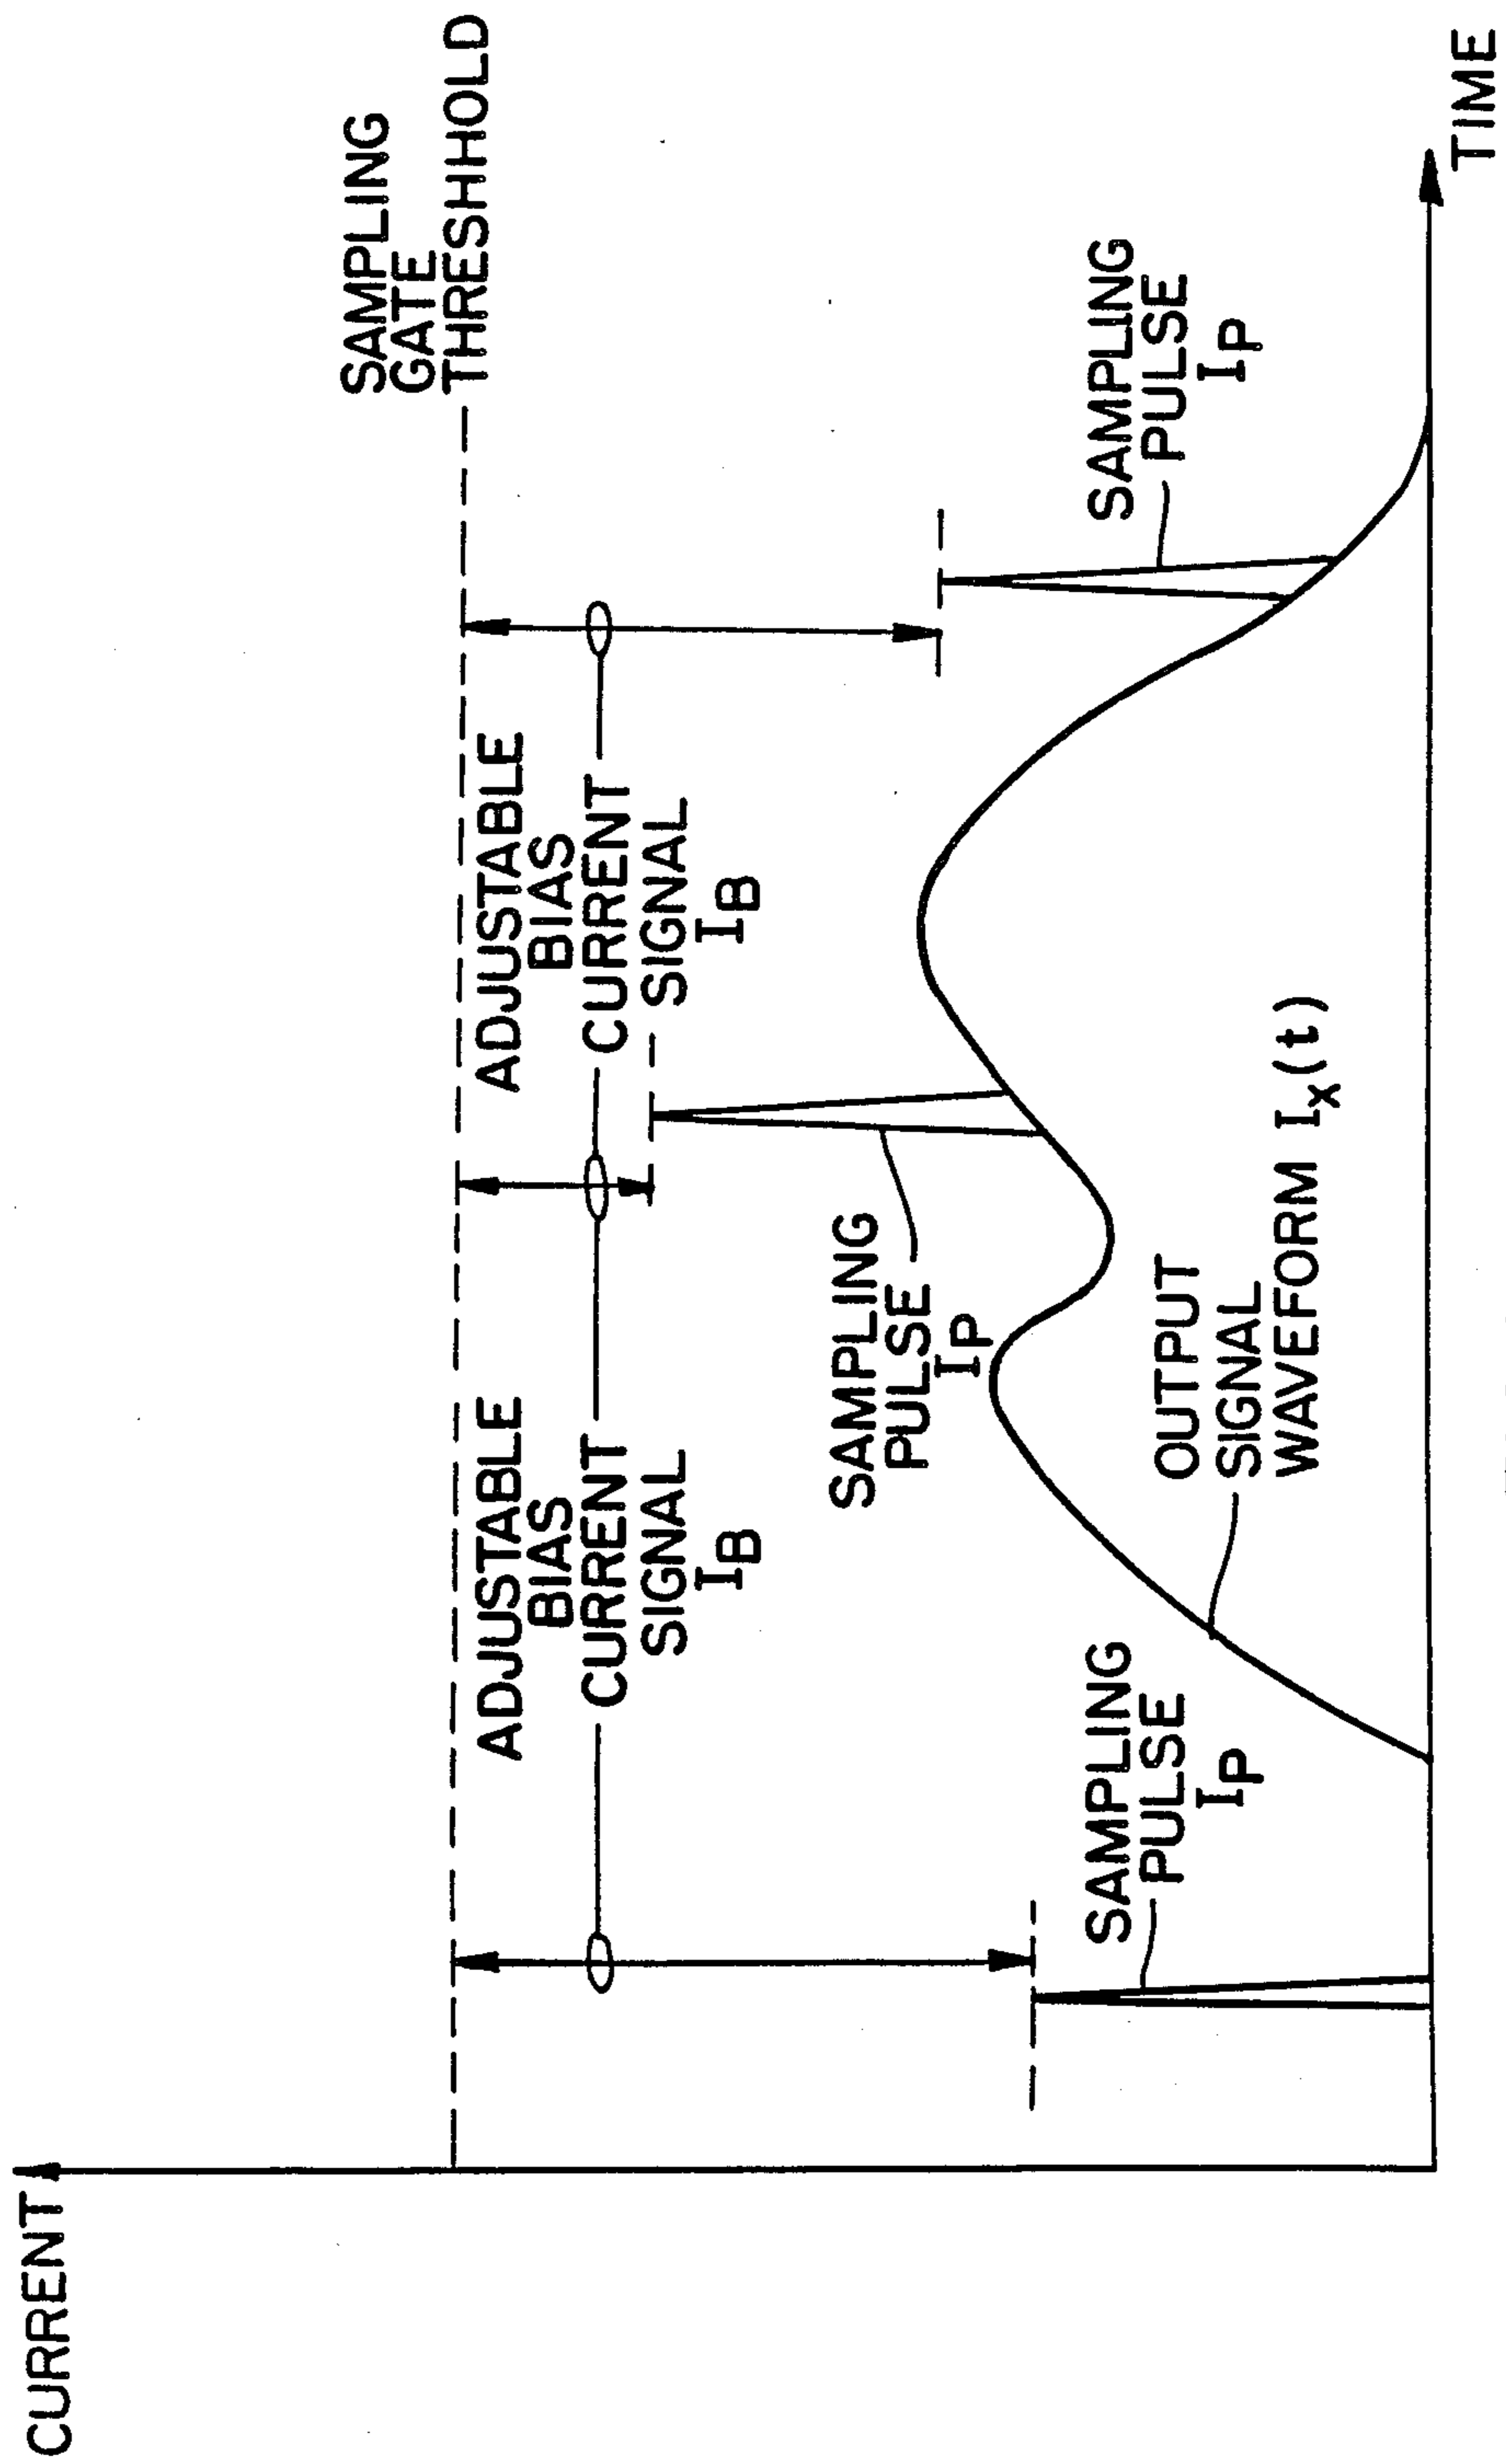 CURRENT
SAMPLING
GATE
THRESHHOLD
ADJUSTABLE
BIAS
CURRENT
SIGNAL
IB
ADJUSTABLE
BIAS
CURRENT
SIGNAL
IB
SAMPLING
PULSE
IP
SAMPLING
PULSE
IP
SAMPLING
PULSE
IP
OUTPUT
SIGNAL
WAVEFORM Ix(t)
TIME